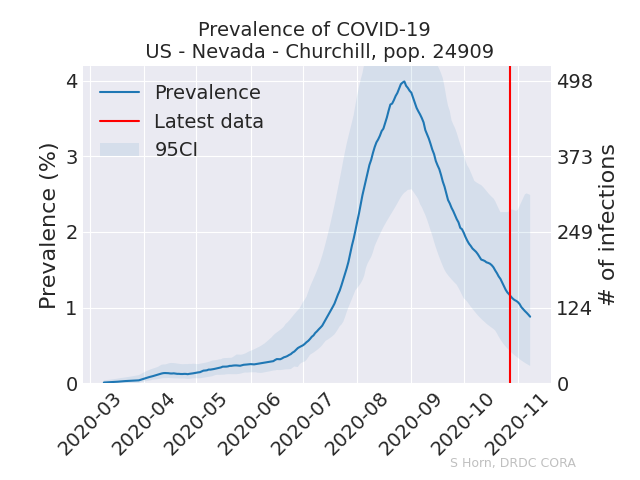 Prevalence of COVID-19
US - Nevada - Churchill, pop. 24909
Prevalence
Latest data
95CI
Prevalence (%)
4
3
2
1
0
498
373
249
124
0
# of infections
2020-03
2020-04
2020-05
2020-06
2020-07
2020-08
2020-09
2020-10
2020-11
S Horn, DRDC CORA